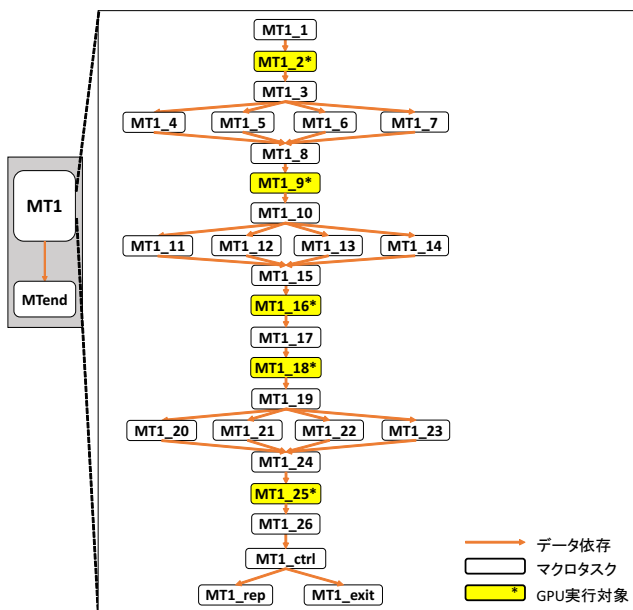 MT1_1
MT1_2*
MT1_3
MT1_4 MT1_5 MT1_6 MT1_7
MT1_8
MT1_9*
MT1_10
MT1_11 MT1_12 MT1_13 MT1_14
MT1_15
MT1_16*
MT1_17
MT1_18*
MT1_19
MT1_20 MT1_21 MT1_22 MT1_23
MT1_24
MT1_25*
MT1_26
MT1_ctrl
MT1_rep MT1_exit
MT1
MTend
データ依存
マクロタスク
* GPU実行対象